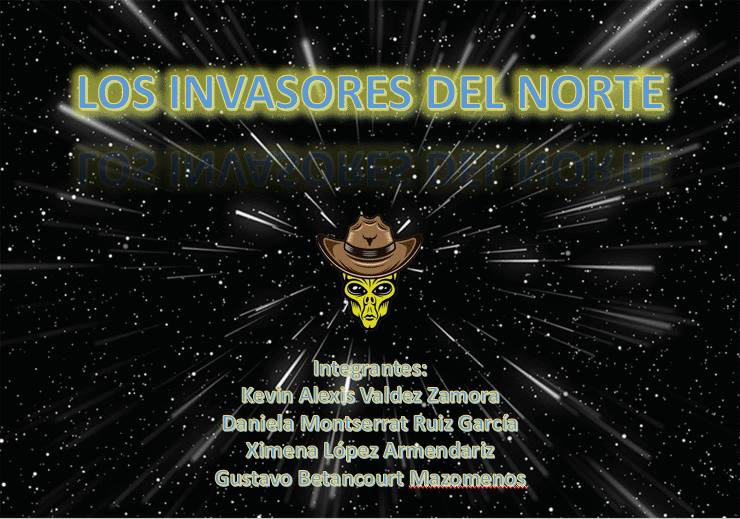 LOS INVASORES DEL NORTE
Integrantes:
Kevin Alexis Valdez Zamora
Daniela Montserrat Ruiz García
Ximena López Armendariz
Gustavo Betancourt Mazomenos